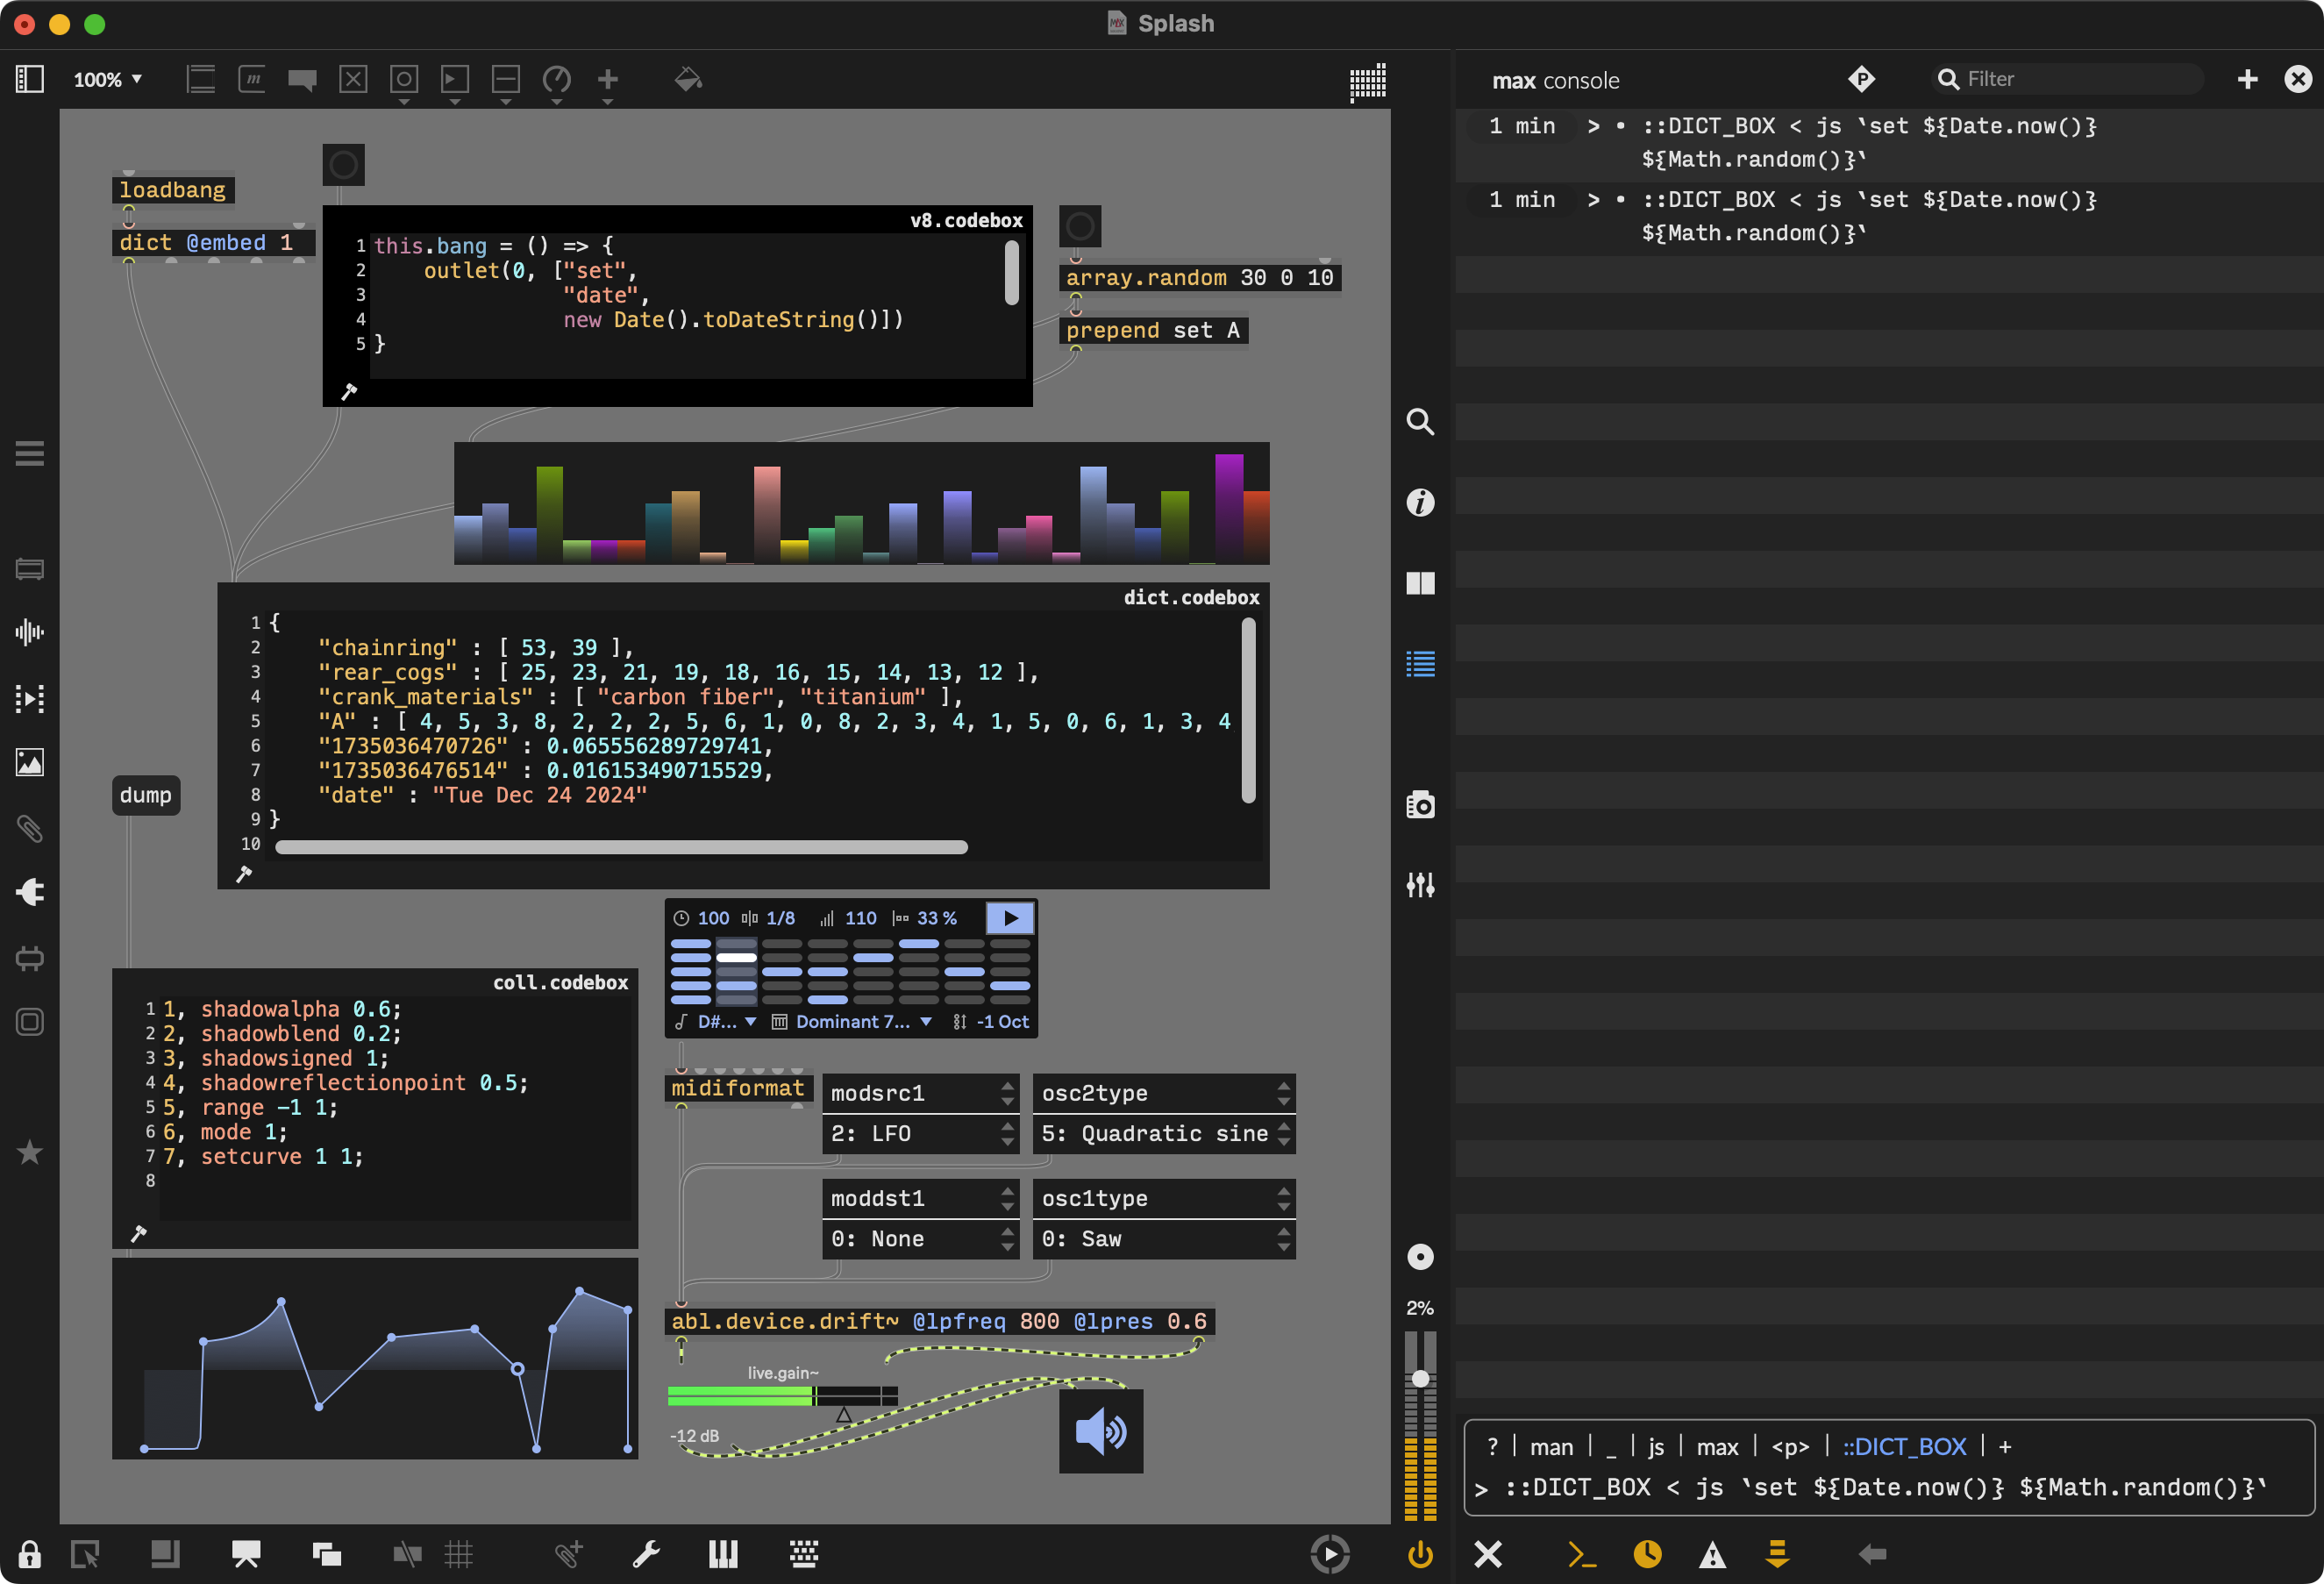 Splash
100%
m
max console
P
Filter
1 min > • ::DICT_BOX < js ‵set ${Date.now()}
${Math.random()}‵
1 min > • ::DICT_BOX < js ‵set ${Date.now()}
${Math.random()}‵
loadbang
dict @embed 1
v8.codebox
1 this.bang = () => {
2 outlet(0, ["set",
3 "date",
4 new Date().toDateString()])
5 }
array.random 30 0 10
prepend set A
dict.codebox
1 {
2 "chainring" : [ 53, 39 ],
3 "rear_cogs" : [ 25, 23, 21, 19, 18, 16, 15, 14, 13, 12 ],
4 "crank_materials" : [ "carbon fiber", "titanium" ],
5 "A" : [ 4, 5, 3, 8, 2, 2, 2, 5, 6, 1, 0, 8, 2, 3, 4, 1, 5, 0, 6, 1, 3, 4
6 "1735036470726" : 0.065556289729741,
7 "1735036476514" : 0.016153490715529,
8 "date" : "Tue Dec 24 2024"
9 }
10
dump
coll.codebox
1 1, shadowalpha 0.6;
2 2, shadowblend 0.2;
3 3, shadowsigned 1;
4 4, shadowreflectionpoint 0.5;
5 5, range -1 1;
6 6, mode 1;
7 7, setcurve 1 1;
8
100 1/8 110 33 %
D#... Dominant 7... -1 Oct
midiformat
modsrc1
2: LFO
osc2type
5: Quadratic sine
moddst1
0: None
osc1type
0: Saw
abl.device.drift~ @lpfreq 800 @lpres 0.6
live.gain~
-12 dB
2%
? | man | _ | js | max | <p> | ::DICT_BOX | +
> ::DICT_BOX < js ‵set ${Date.now()} ${Math.random()}‵